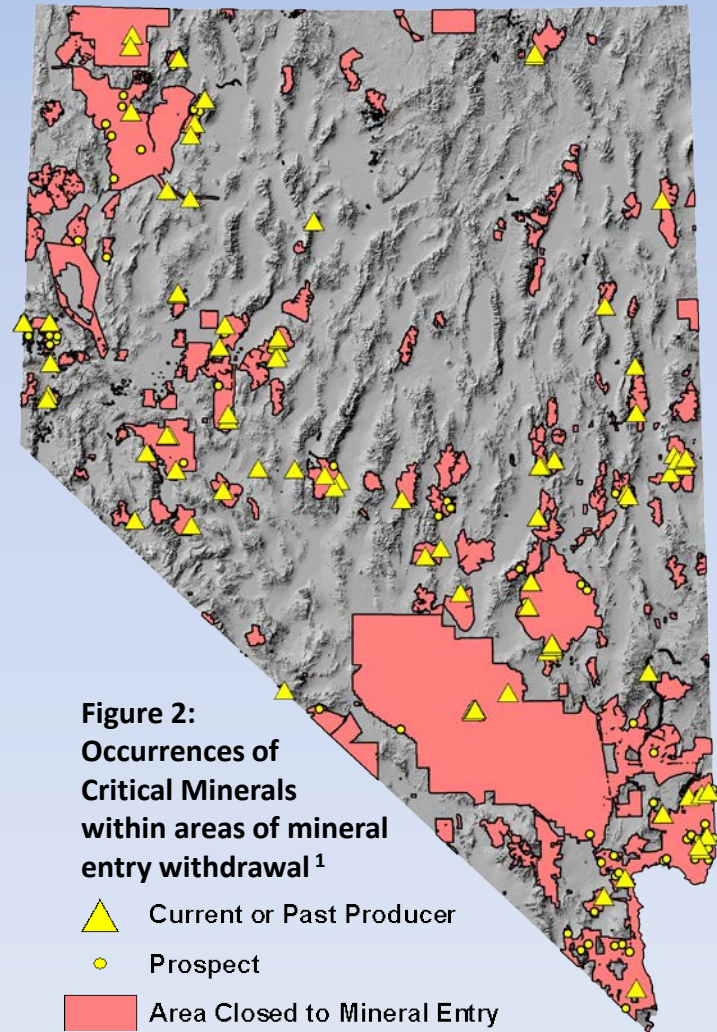 Figure 2:
Occurrences of
Critical Minerals
within areas of mineral
entry withdrawal 1
Current or Past Producer
Prospect
Area Closed to Mineral Entry